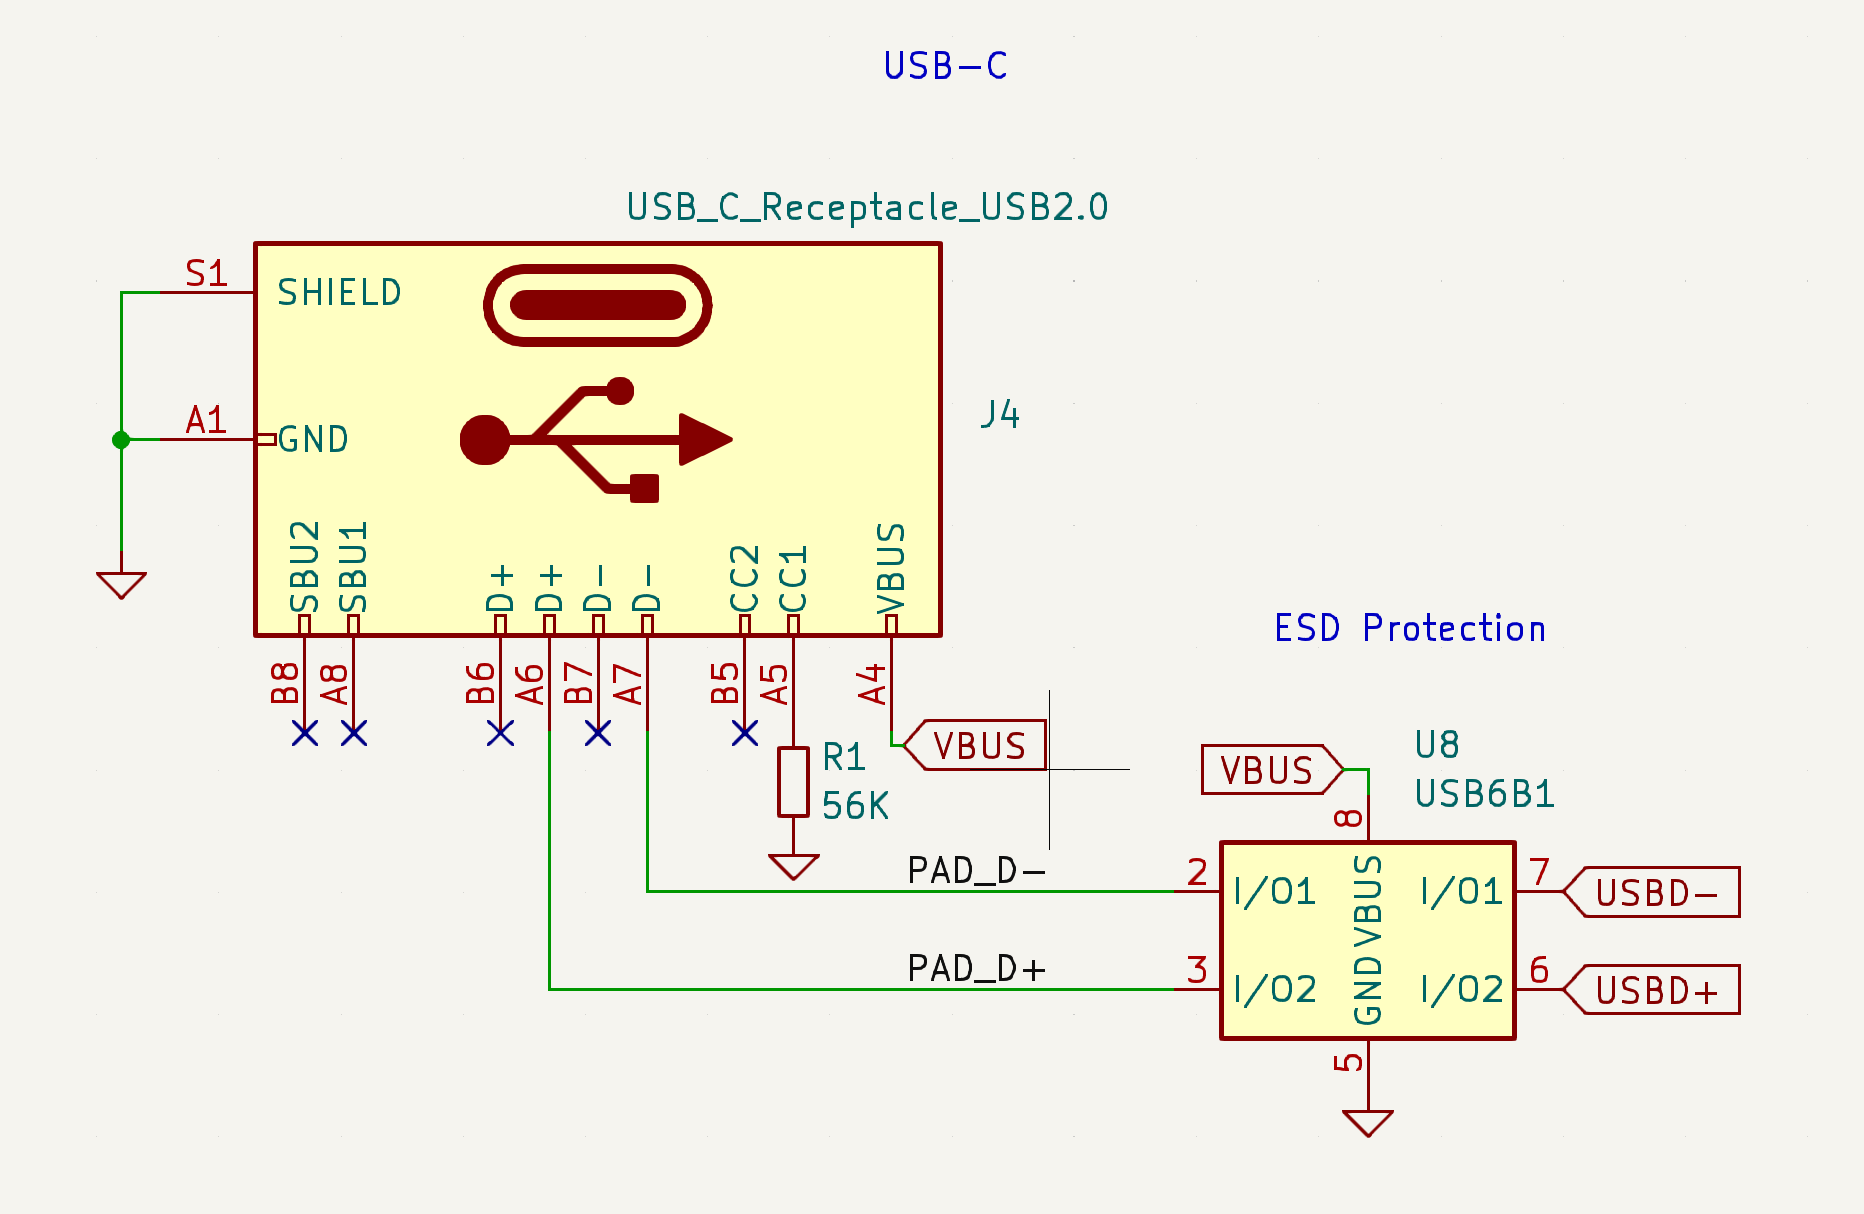 USB-C
USB_C_Receptacle_USB2.0
S1
SHIELD
A1
GND
J4
SBU2
SBU1
D+
D+
D-
D-
CC2
CC1
VBUS
B8
A8
B6
A6
B7
A7
B5
A5
A4
ESD Protection
VBUS
R1
56K
VBUS
U8
USB6B1
8
PAD_D-
2
I/O1
VBUS
I/O1
7
USBD-
PAD_D+
3
I/O2
GND
I/O2
6
USBD+
5